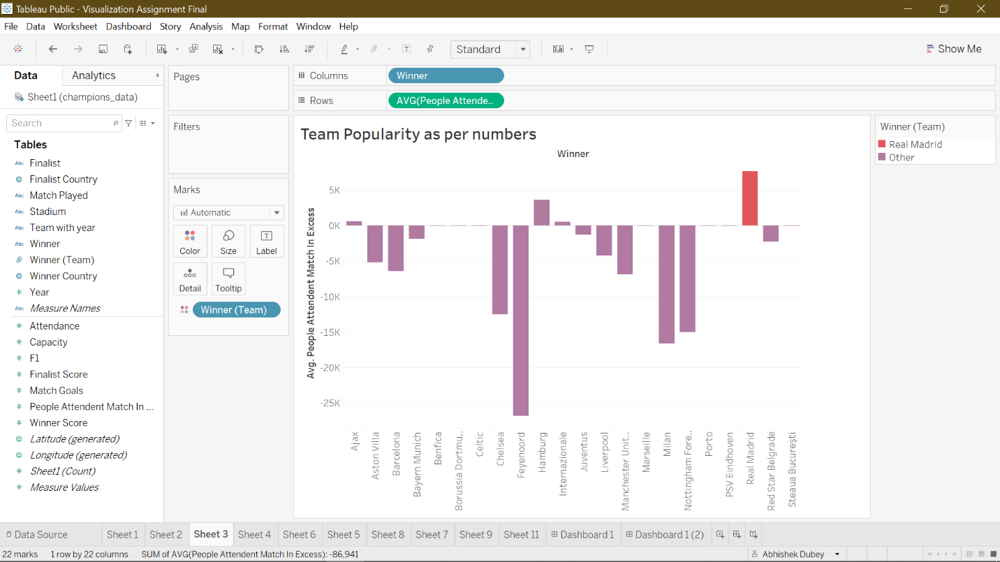 Tableau Public - Visualization Assignment Final
File Data Worksheet Dashboard Story Analysis Map Format Window Help
Standard
Show Me
Data Analytics
Sheet1 (champions_data)
Search
Tables
Abc Finalist
Finalist Country
Abc Match Played
Abc Stadium
Abc Team with year
Abc Winner
Winner (Team)
Winner Country
# Year
Abc Measure Names
# Attendance
# Capacity
# F1
# Finalist Score
# Match Goals
# People Attendent Match In ...
# Winner Score
Latitude (generated)
Longitude (generated)
# Sheet1 (Count)
# Measure Values
Pages
Filters
Marks
Automatic
Color Size Label
Detail Tooltip
Winner (Team)
Columns Winner
Rows AVG(People Attende..
Team Popularity as per numbers
Winner
Avg. People Attendent Match In Excess
5K
0K
-5K
-10K
-15K
-20K
-25K
Ajax
Aston Villa
Barcelona
Bayern Munich
Benfica
Borussia Dortmu..
Celtic
Chelsea
Feyenoord
Hamburg
Internazionale
Juventus
Liverpool
Manchester Unit..
Marseille
Milan
Nottingham Fore..
Porto
PSV Eindhoven
Real Madrid
Red Star Belgrade
Steaua București
Winner (Team)
Real Madrid
Other
Data Source Sheet 1 Sheet 2 Sheet 3 Sheet 4 Sheet 6 Sheet 5 Sheet 8 Sheet 7 Sheet 9 Sheet 11 Dashboard 1 Dashboard 1 (2)
22 marks 1 row by 22 columns SUM of AVG(People Attendent Match In Excess): -86,941 Abhishek Dubey